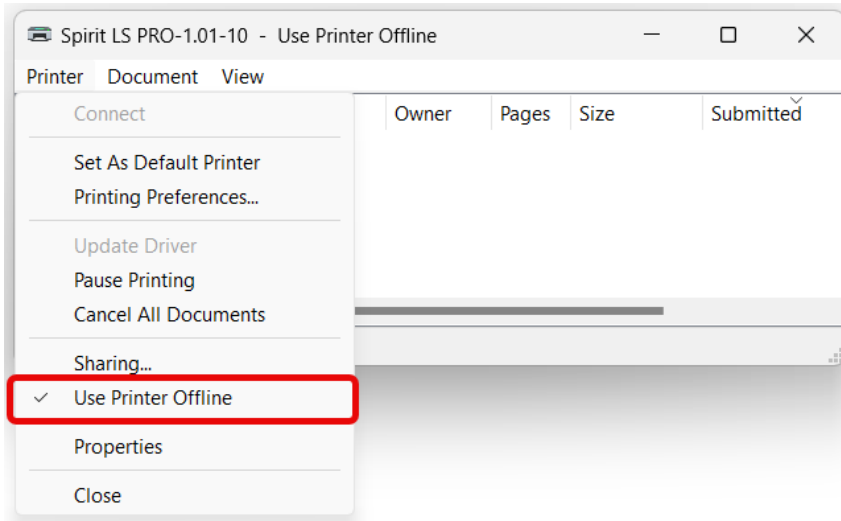 Spirit LS PRO-1.01-10 - Use Printer Offline
Printer Document View
Connect
Owner Pages Size Submitted
Set As Default Printer
Printing Preferences...
Update Driver
Pause Printing
Cancel All Documents
Sharing...
Use Printer Offline
Properties
Close